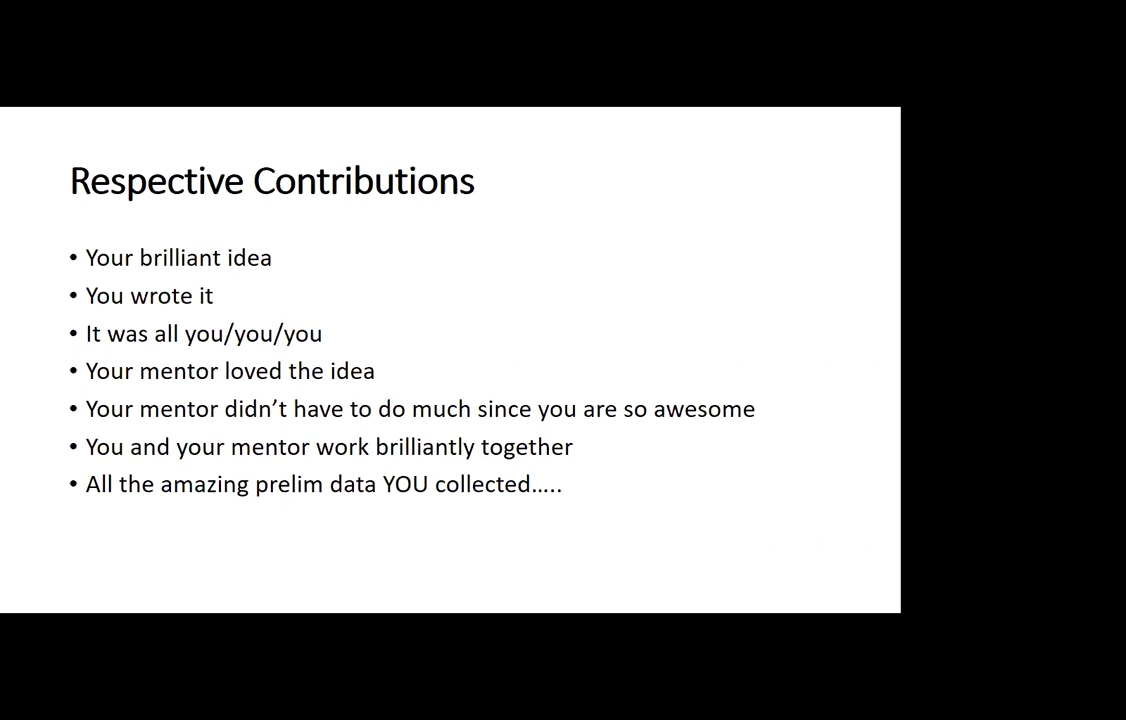 Respective Contributions
• Your brilliant idea
• You wrote it
• It was all you/you/you
• Your mentor loved the idea
• Your mentor didn’t have to do much since you are so awesome
• You and your mentor work brilliantly together
• All the amazing prelim data YOU collected…..